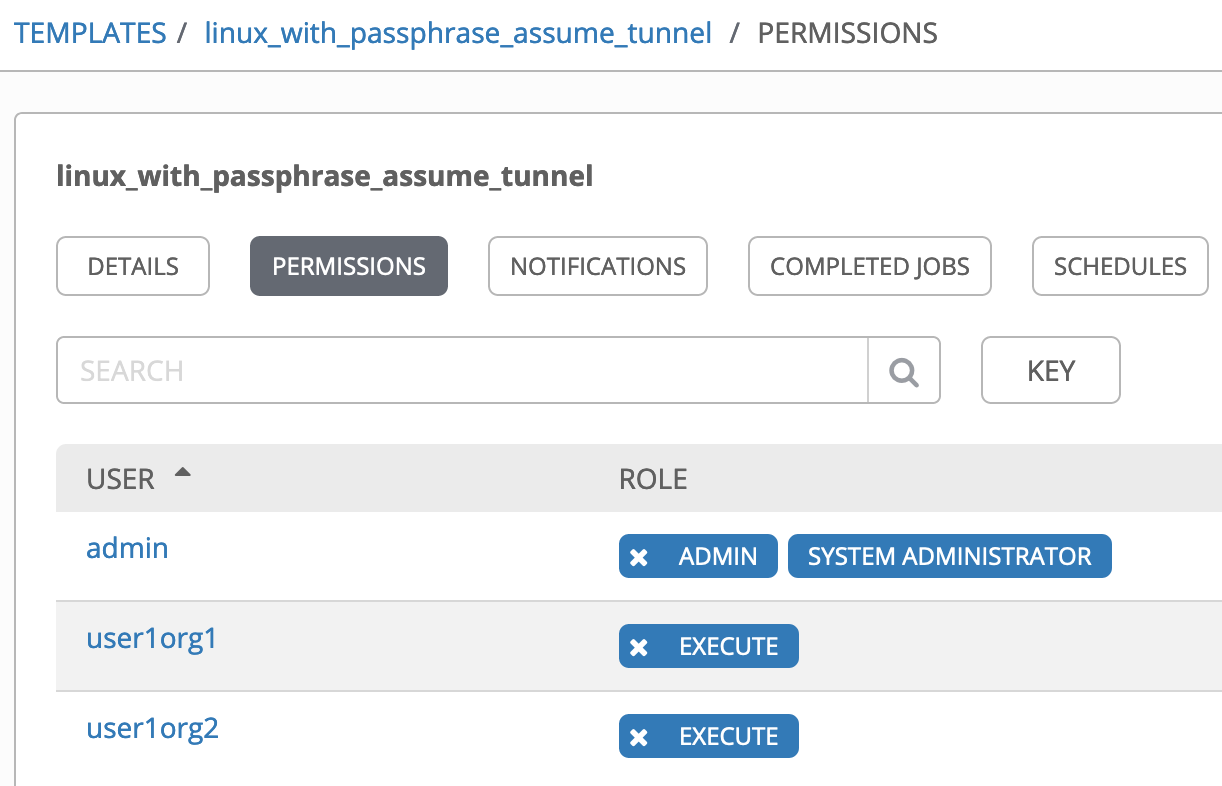 TEMPLATES / linux_with_passphrase_assume_tunnel / PERMISSIONS
linux_with_passphrase_assume_tunnel
DETAILS PERMISSIONS NOTIFICATIONS COMPLETED JOBS SCHEDULES
SEARCH KEY
USER ROLE
admin ADMIN SYSTEM ADMINISTRATOR
user1org1 EXECUTE
user1org2 EXECUTE